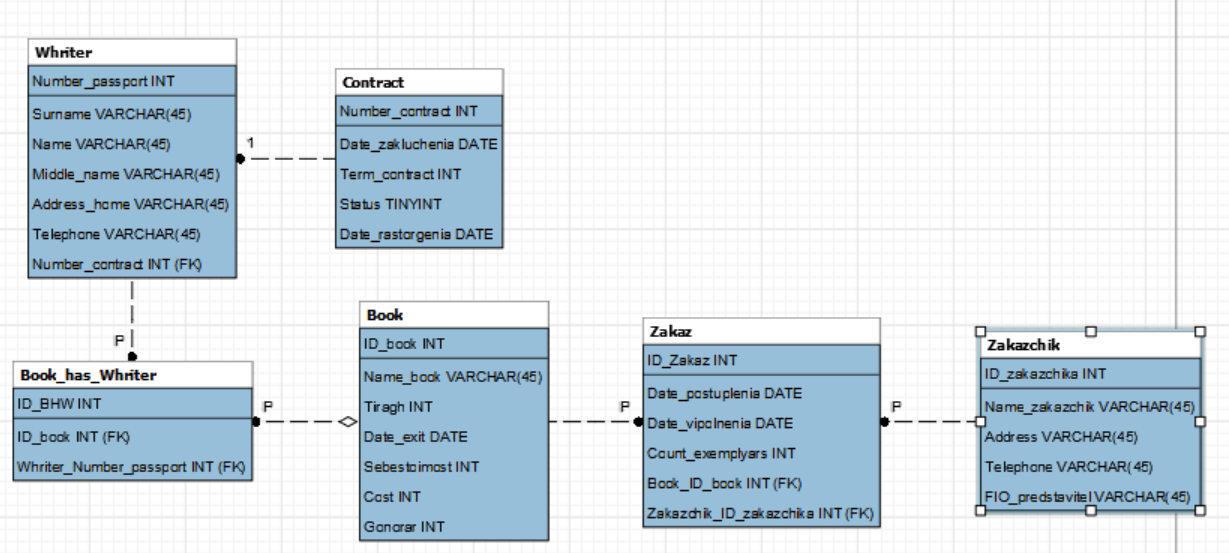 Whriter
Number_passport INT
Surname VARCHAR(45)
Name VARCHAR(45)
Middle_name VARCHAR(45)
Address_home VARCHAR(45)
Telephone VARCHAR(45)
Number_contract INT (FK)
1
Contract
Number_contract INT
Date_zakluchenia DATE
Term_contract INT
Status TINYINT
Date_rastorgenia DATE
P
Book_has_Whriter
ID_BHW INT
ID_book INT (FK)
Whriter_Number_passport INT (FK)
P
Book
ID_book INT
Name_book VARCHAR(45)
Tiragh INT
Date_exit DATE
Sebestoimost INT
Cost INT
Gonorar INT
P
Zakaz
ID_Zakaz INT
Date_postuplenia DATE
Date_vipolnenia DATE
Count_exemplyars INT
Book_ID_book INT (FK)
Zakazchik_ID_zakazchika INT (FK)
P
Zakazchik
ID_zakazchika INT
Name_zakazchik VARCHAR(45)
Address VARCHAR(45)
Telephone VARCHAR(45)
FIO_predstavitel VARCHAR(45)